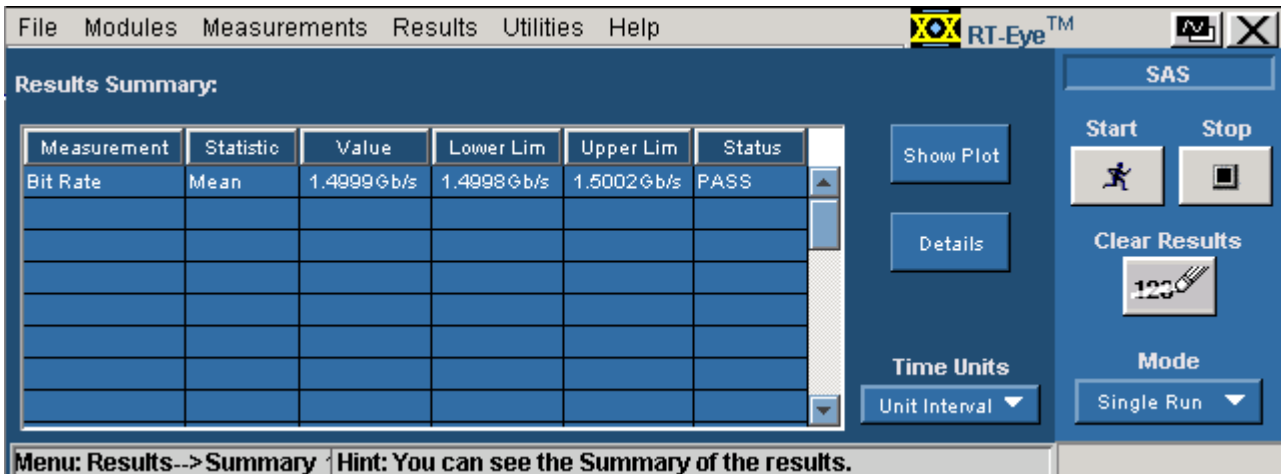 File Modules Measurements Results Utilities Help RT-Eye™
Results Summary:
Measurement Statistic Value Lower Lim Upper Lim Status
Bit Rate Mean 1.4999Gb/s 1.4998Gb/s 1.5002Gb/s PASS
Show Plot
Details
Time Units
Unit Interval
SAS
Start Stop
Clear Results
123
Mode
Single Run
Menu: Results-->Summary Hint: You can see the Summary of the results.